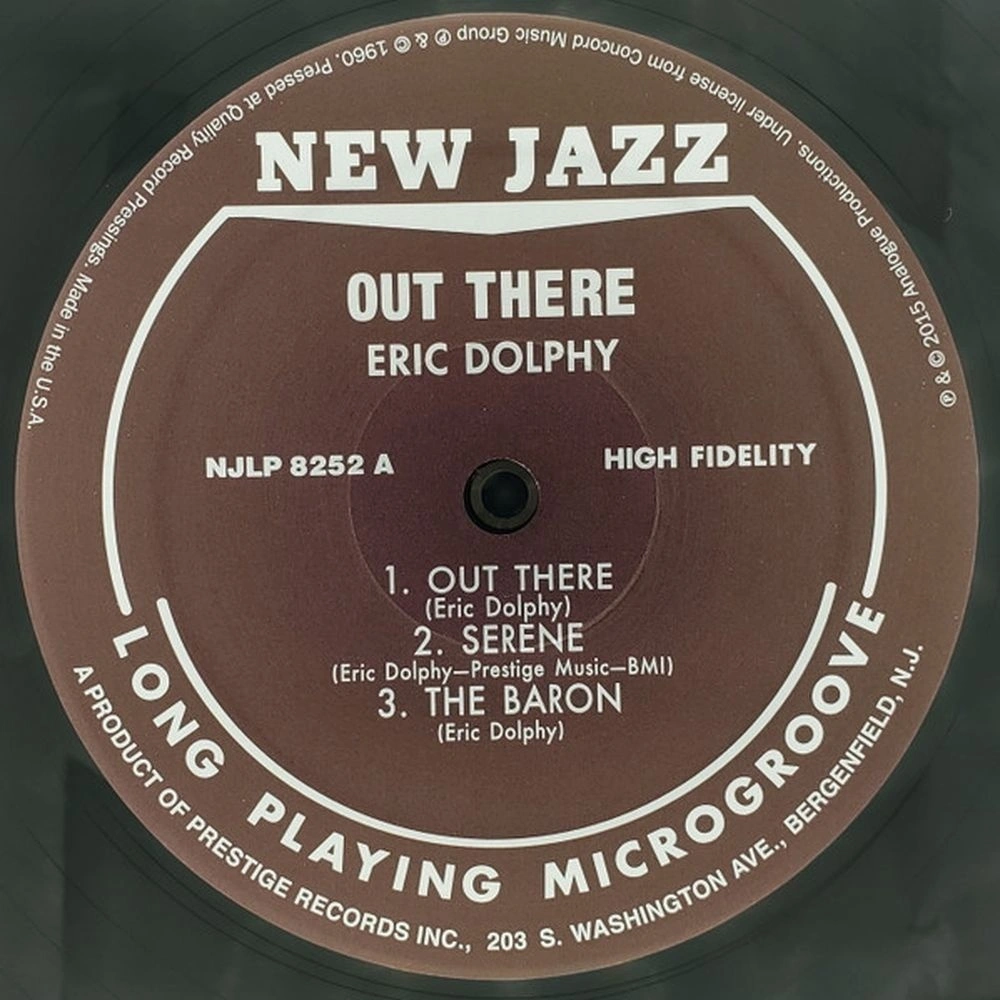 NEW JAZZ
OUT THERE
ERIC DOLPHY
NJLP 8252 A
HIGH FIDELITY
1. OUT THERE
(Eric Dolphy)
2. SERENE
(Eric Dolphy—Prestige Music—BMI)
3. THE BARON
(Eric Dolphy)
LONG PLAYING MICROGROOVE
A PRODUCT OF PRESTIGE RECORDS INC., 203 S. WASHINGTON AVE., BERGENFIELD, N.J.
℗ & © 2015 Analogue Productions. Under license from Concord Music Group ℗ & © 1960. Pressed at Quality Record Pressings. Made in the U.S.A.